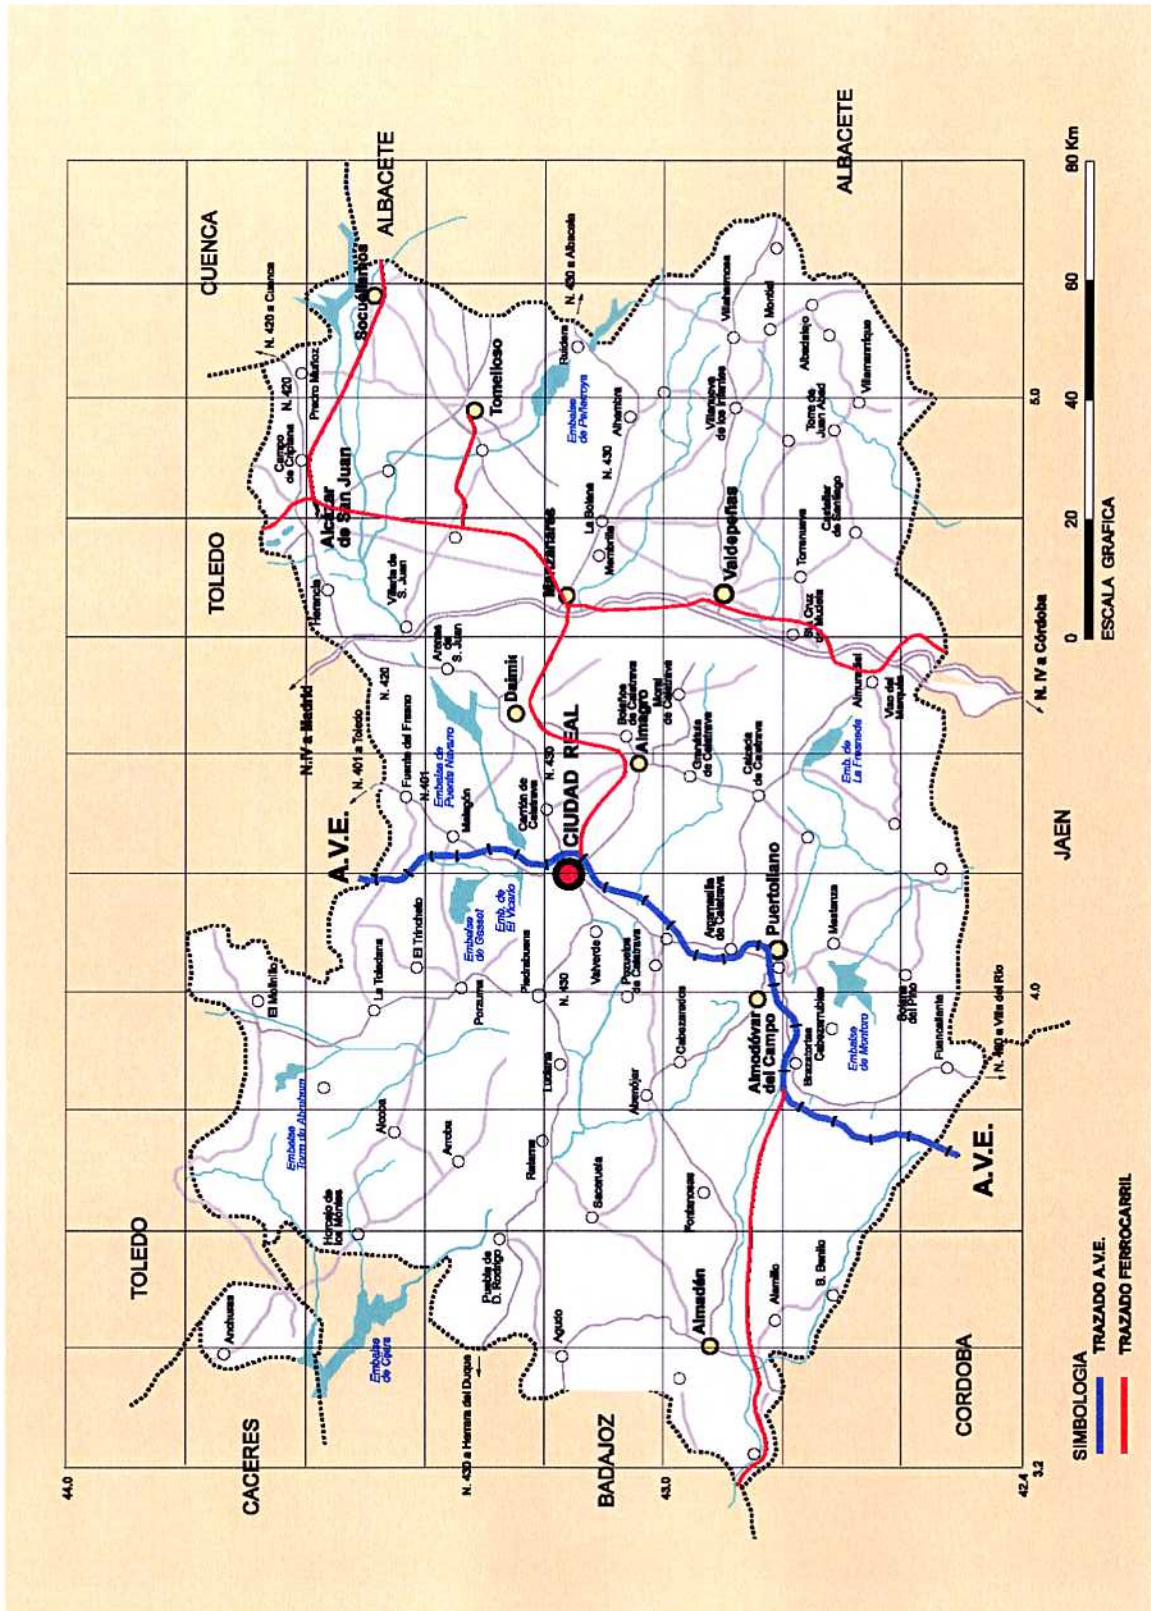 44.0
TOLEDO
CUENCA
N. 420 a Cuenca
CACERES
TOLEDO
ALBACETE
Anchuras
El Molinillo
N. 420
Campo
de Criptana
Pedro Muñoz
Socuéllamos
Alcázar
de San Juan
Herencia
N.IV a Madrid
N. 401 a Toledo
A.V.E.
Embalse
Torre de Abraham
Horcajo de
los Montes
Embalse
de Cijara
Alcoba
La Toledana
El Trincheto
Fuente del Fresno
N. 420
Villarta de
S. Juan
Arenas
de S. Juan
N.401
Malagón
Embalse de
Puente Navarro
Embalse
de Gasset
Emb. de
El Vicario
Porzuna
Arroba
Puebla de
D. Rodrigo
N. 430 a Herrera del Duque
Agudo
Retama
Luciana
Piedrabuena
N. 430
Carrión de
Calatrava
CIUDAD REAL
N. 430
Daimiel
Manzanares
Tomelloso
Embalse
de Peñarroya
Ruidera
N. 430 a Albacete
La Solana
Membrilla
N. 430
Alhambra
BADAJOZ
Saceruela
Abenójar
Cabezarados
Valverde
Pozuelos
de Calatrava
Bolaños
de Calatrava
Almagro
Moral
de Calatrava
Granátula
de Calatrava
43.0
Almadén
Fontanosas
Almodóvar
del Campo
Argamasilla
de Calatrava
Puertollano
Calzada
de Calatrava
Valdepeñas
Villanueva
de los Infantes
Villahermosa
Montiel
Albadalejo
ALBACETE
Alamillo
B. Benito
Brazatortas
Cabezarrubias
Mestanza
Embalse
de Montoro
Emb. de
La Fresneda
Sta Cruz
de Mudela
Torrenueva
Castellar
de Santiago
Torre de
Juan Abad
Villamanrique
Almuradiel
Viso del
Marqués
Solana
del Pino
Fuencaliente
N. 420 a Villa del Río
CORDOBA
A.V.E.
JAEN
N. IV a Córdoba
42.4
3.2
4.0
5.0
SIMBOLOGIA
TRAZADO A.V.E.
TRAZADO FERROCARRIL
0
20
40
60
80 Km
ESCALA GRAFICA